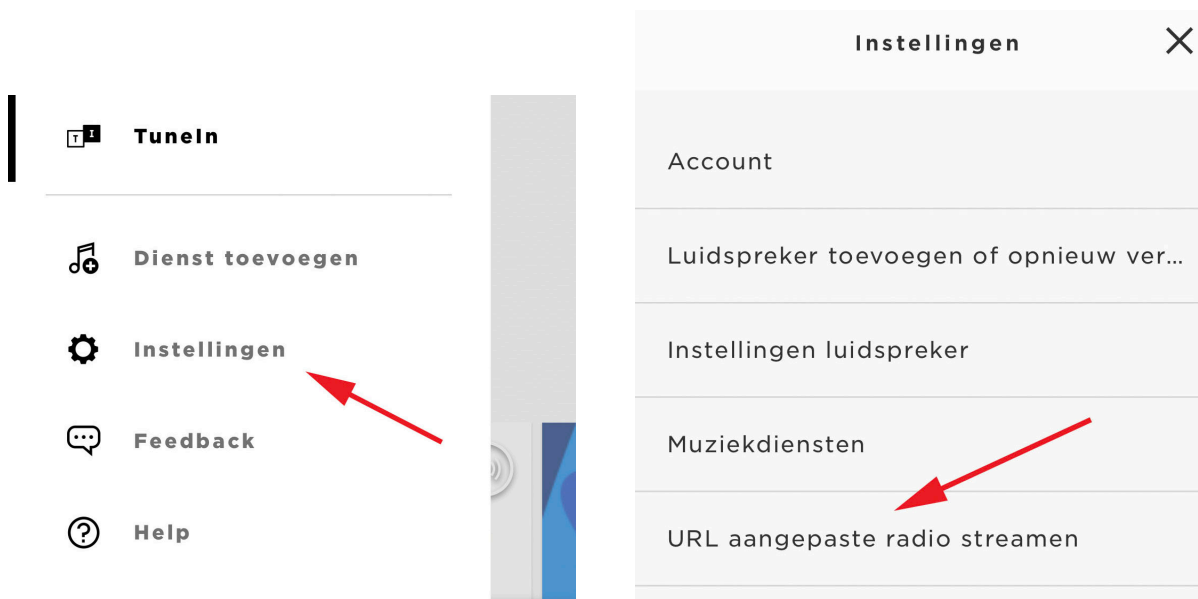 T I TuneIn
Dienst toevoegen
Instellingen
Feedback
Help
Instellingen
Account
Luidspreker toevoegen of opnieuw ver...
Instellingen luidspreker
Muziekdiensten
URL aangepaste radio streamen